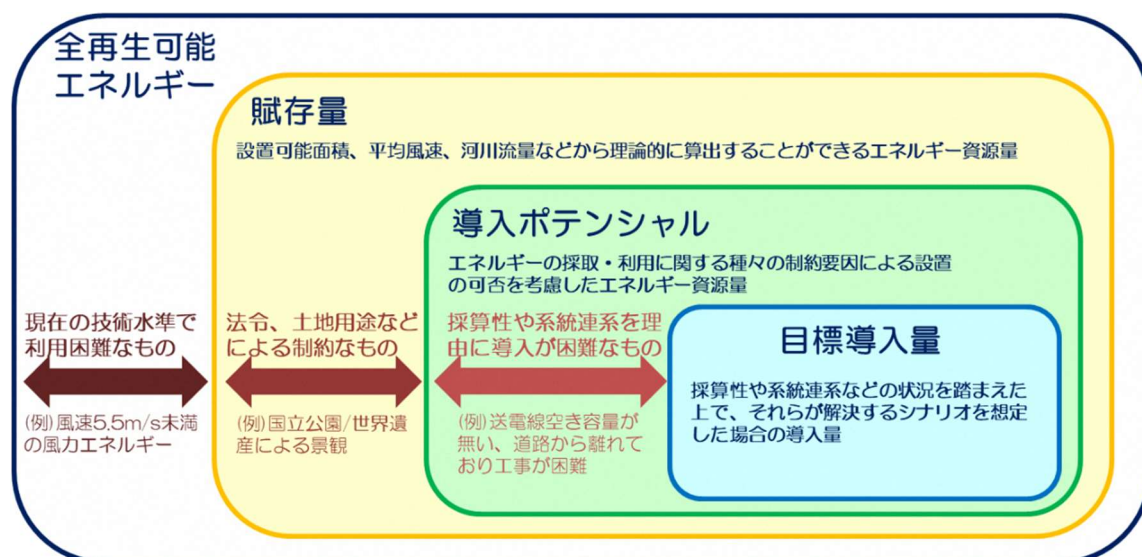 全再生可能
エネルギー
賦存量
設置可能面積、平均風速、河川流量などから理論的に算出することができるエネルギー資源量
導入ポテンシャル
エネルギーの採取・利用に関する種々の制約要因による設置
の可否を考慮したエネルギー資源量
現在の技術水準で
利用困難なもの
(例)風速5.5m/s未満
の風力エネルギー
法令、土地用途など
による制約なもの
(例)国立公園/世界遺
産による景観
採算性や系統連系を理
由に導入が困難なもの
(例)送電線空き容量が
無い、道路から離れて
おり工事が困難
目標導入量
採算性や系統連系などの状況を踏まえた
上で、それらが解決するシナリオを想定
した場合の導入量